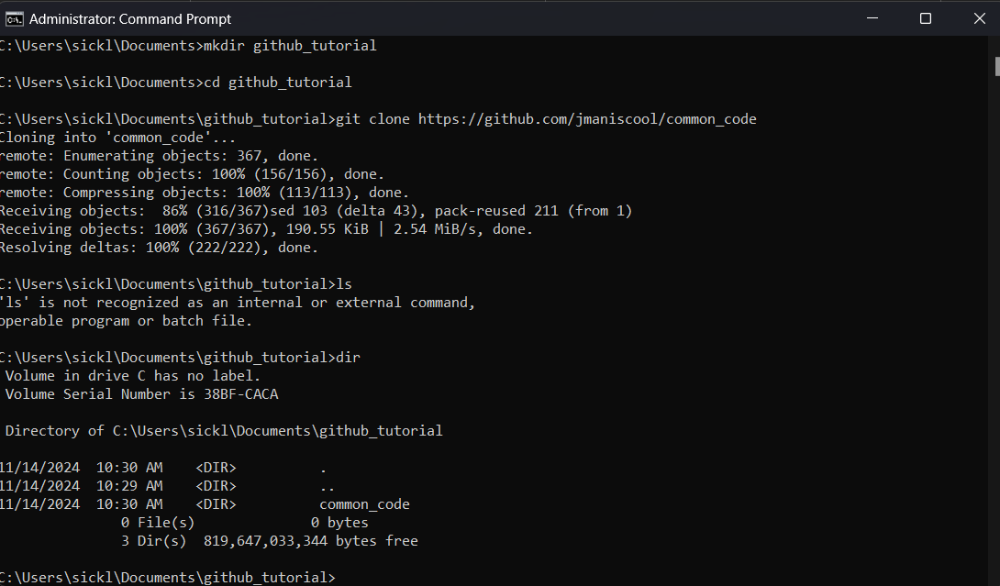 Administrator: Command Prompt
C:\Users\sickl\Documents>mkdir github_tutorial
C:\Users\sickl\Documents>cd github_tutorial
C:\Users\sickl\Documents\github_tutorial>git clone https://github.com/jmaniscool/common_code
Cloning into 'common_code'...
remote: Enumerating objects: 367, done.
remote: Counting objects: 100% (156/156), done.
remote: Compressing objects: 100% (113/113), done.
Receiving objects:  86% (316/367)sed 103 (delta 43), pack-reused 211 (from 1)
Receiving objects: 100% (367/367), 190.55 KiB | 2.54 MiB/s, done.
Resolving deltas: 100% (222/222), done.
C:\Users\sickl\Documents\github_tutorial>ls
'ls' is not recognized as an internal or external command,
operable program or batch file.
C:\Users\sickl\Documents\github_tutorial>dir
 Volume in drive C has no label.
 Volume Serial Number is 38BF-CACA
 Directory of C:\Users\sickl\Documents\github_tutorial
11/14/2024  10:30 AM    <DIR>          .
11/14/2024  10:29 AM    <DIR>          ..
11/14/2024  10:30 AM    <DIR>          common_code
               0 File(s)              0 bytes
               3 Dir(s)  819,647,033,344 bytes free
C:\Users\sickl\Documents\github_tutorial>